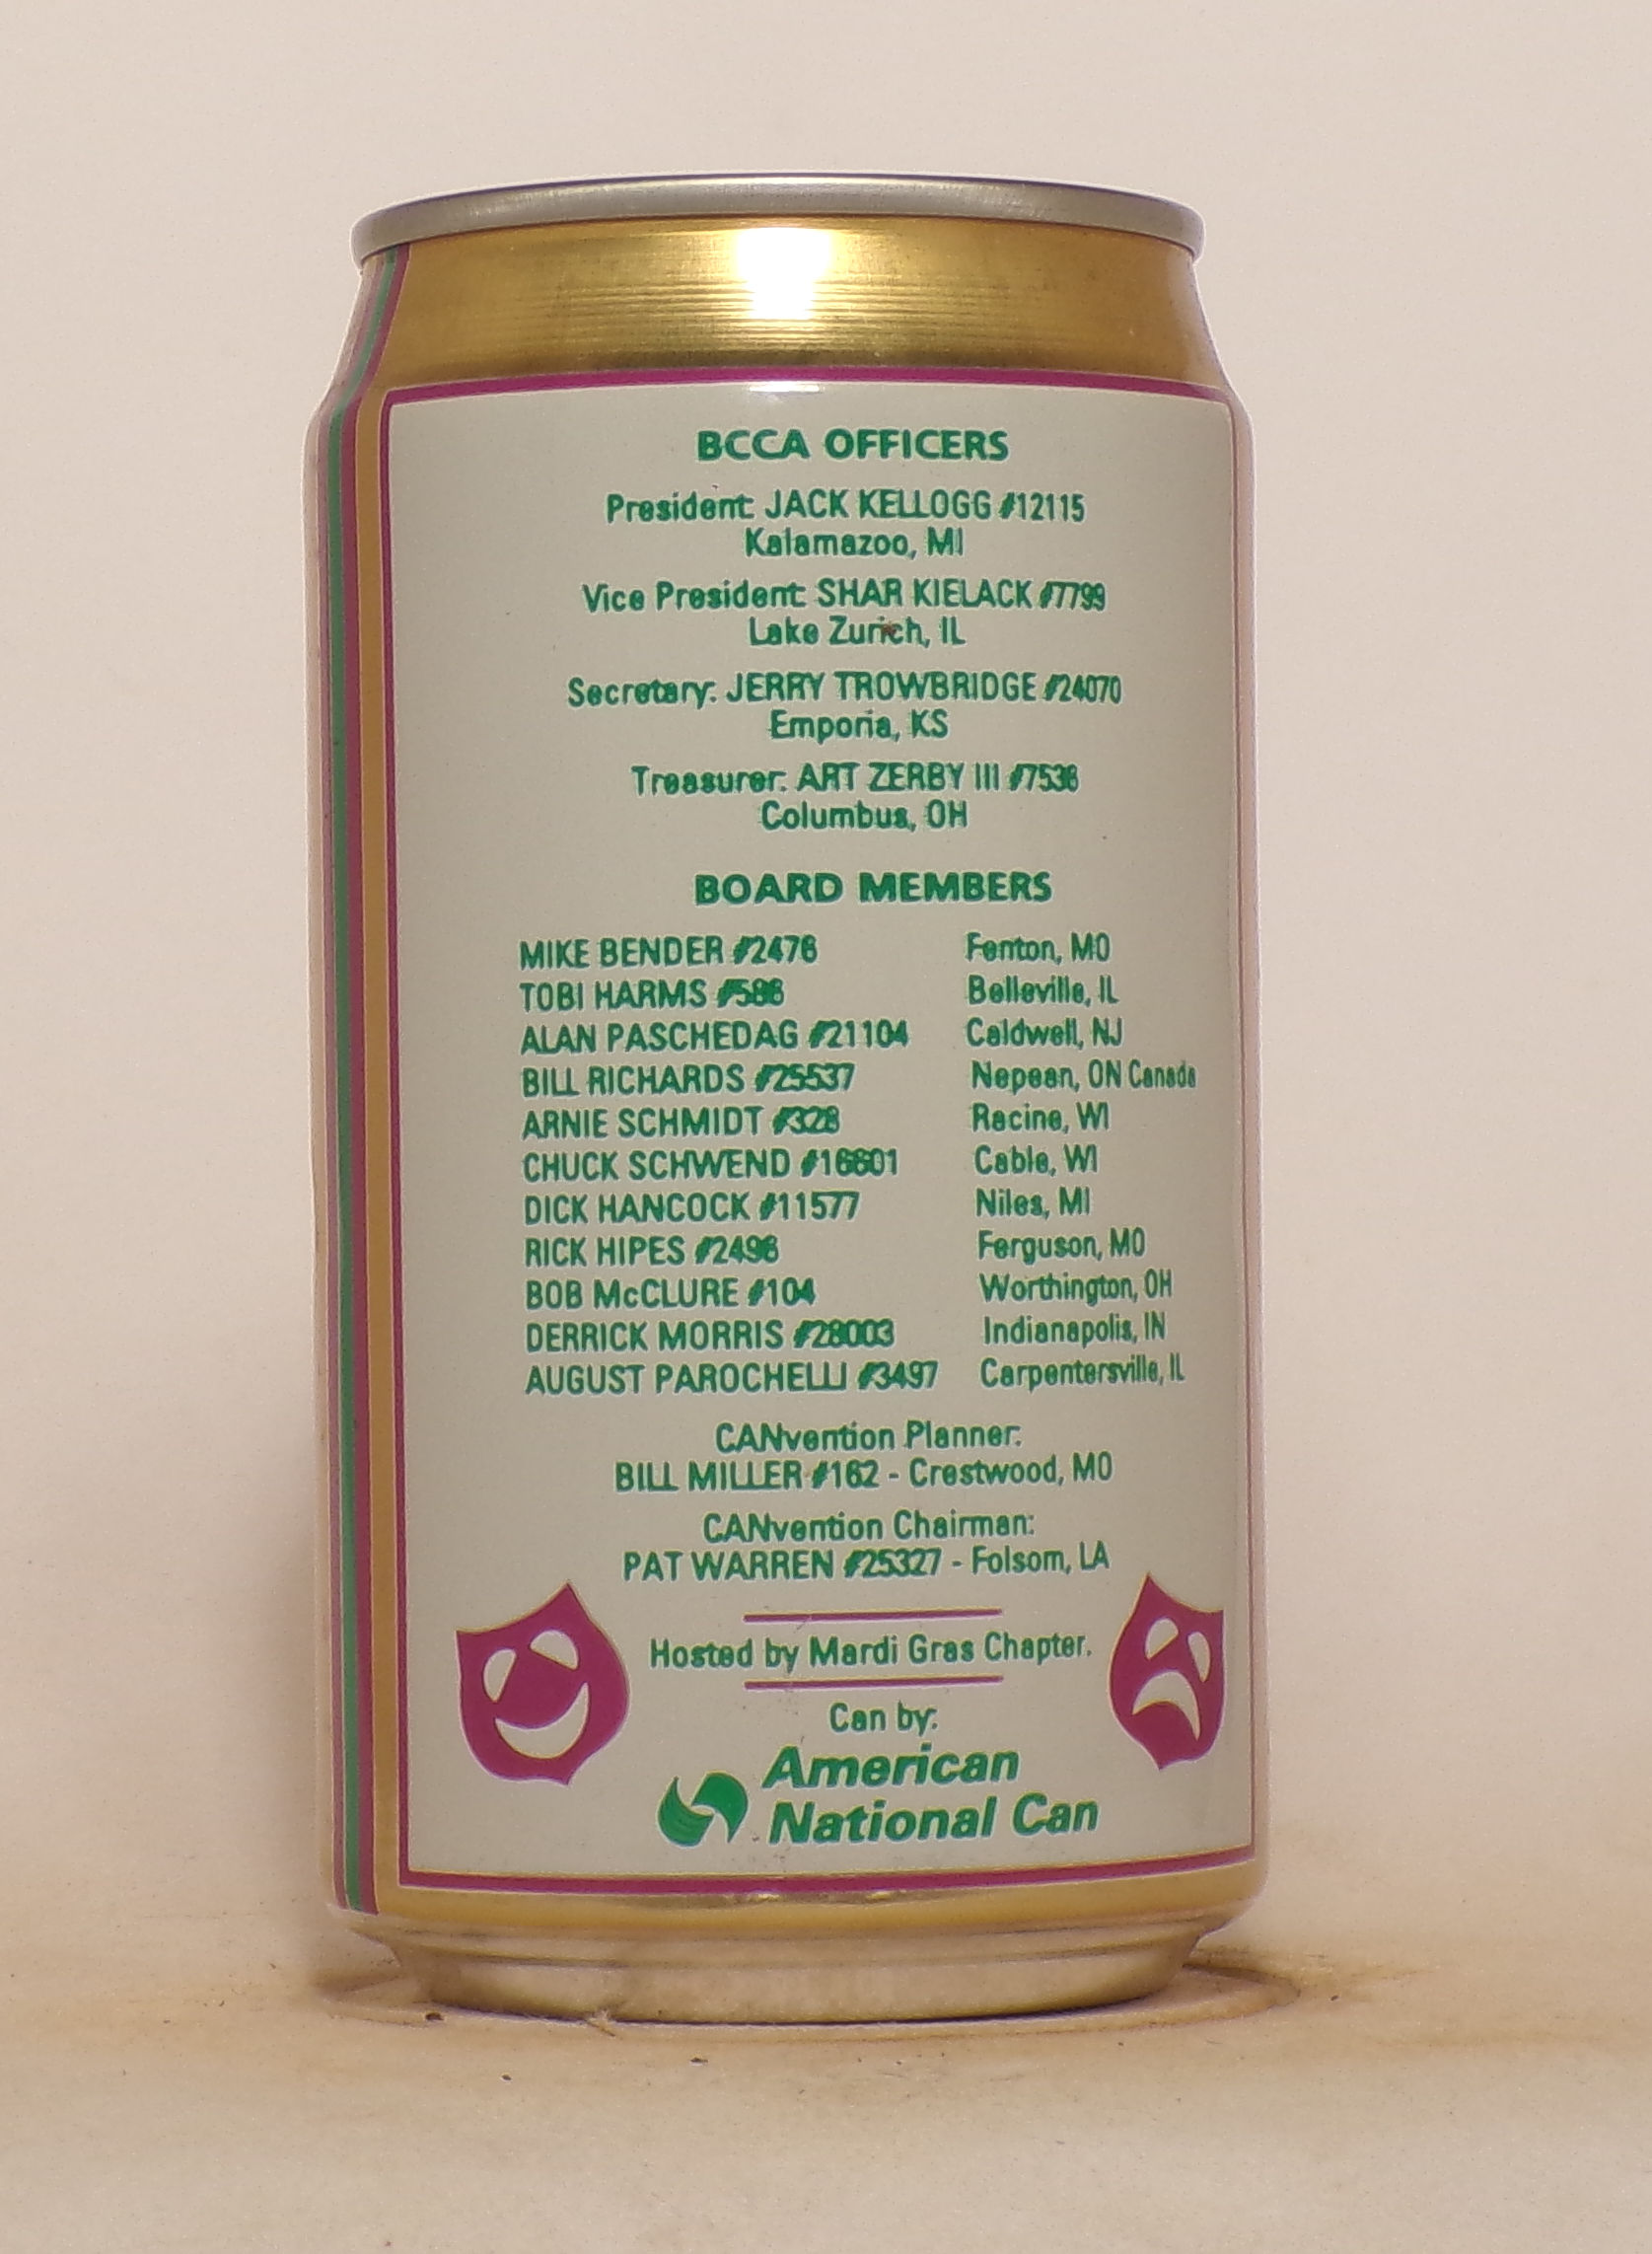 BCCA OFFICERS
President: JACK KELLOGG #12115
Kalamazoo, MI
Vice President: SHAR KIELACK #7799
Lake Zurich, IL
Secretary: JERRY TROWBRIDGE #24070
Emporia, KS
Treasurer: ART ZERBY III
Columbus, OH
BOARD MEMBERS
MIKE BENDER Fenton, MO
TOBI HARMS Belleville, IL
ALAN PASCHEDAG #21104 Caldwell, NJ
BILL RICHARDS #25537 Nepean, ON Canada
ARNIE SCHMIDT #328 Racine, WI
CHUCK SCHWEND Cable, WI
DICK HANCOCK #11577 Niles, MI
RICK HIPES Ferguson, MO
BOB McCLURE #104 Worthington, OH
DERRICK MORRIS #28003 Indianapolis, IN
AUGUST PAROCHELLI #3497 Carpentersville, IL
CANvention Planner:
BILL MILLER #162 - Crestwood, MO
CANvention Chairman:
PAT WARREN #25327 - Folsom, LA
Hosted by Mardi Gras Chapter.
Can by:
American
National Can